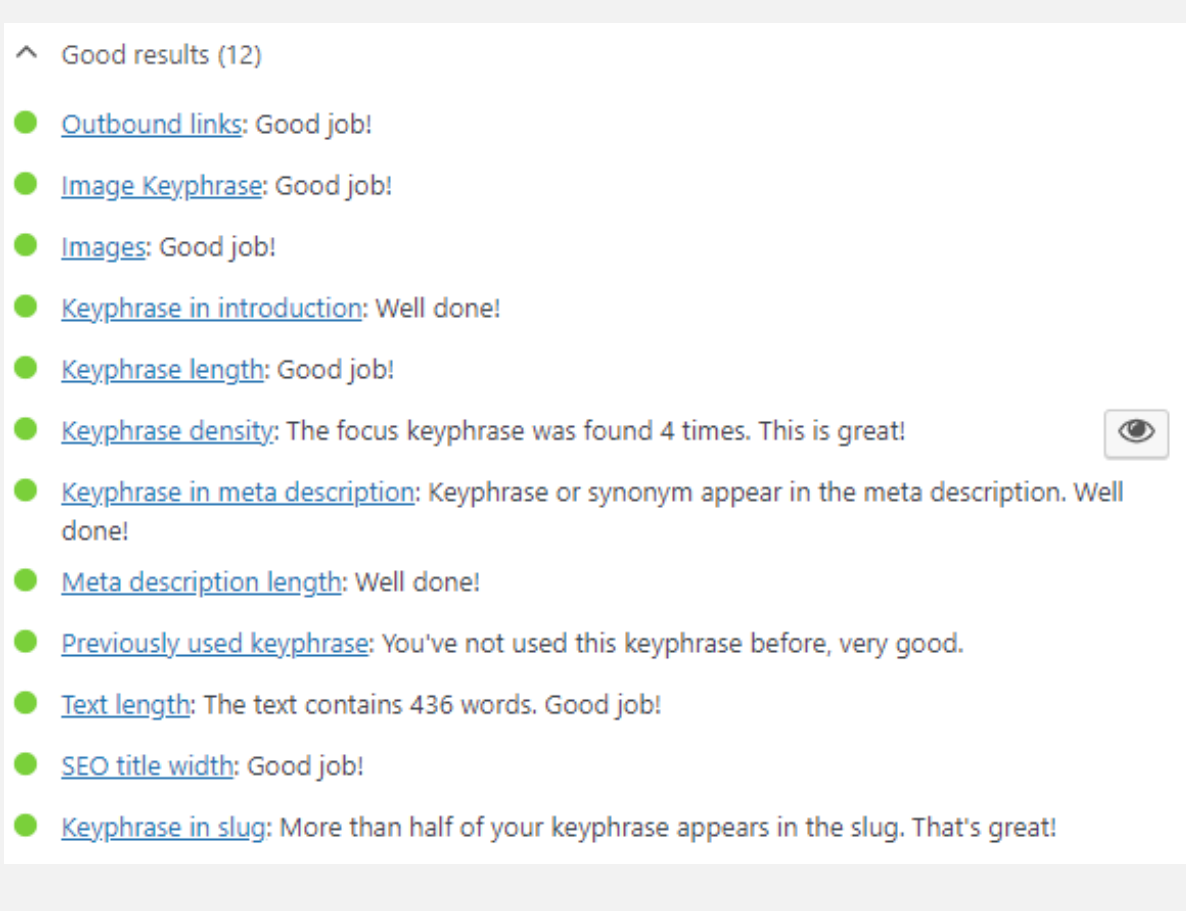 Good results (12)
Outbound links: Good job!
Image Keyphrase: Good job!
Images: Good job!
Keyphrase in introduction: Well done!
Keyphrase length: Good job!
Keyphrase density: The focus keyphrase was found 4 times. This is great!
Keyphrase in meta description: Keyphrase or synonym appear in the meta description. Well
done!
Meta description length: Well done!
Previously used keyphrase: You've not used this keyphrase before, very good.
Text length: The text contains 436 words. Good job!
SEO title width: Good job!
Keyphrase in slug: More than half of your keyphrase appears in the slug. That's great!